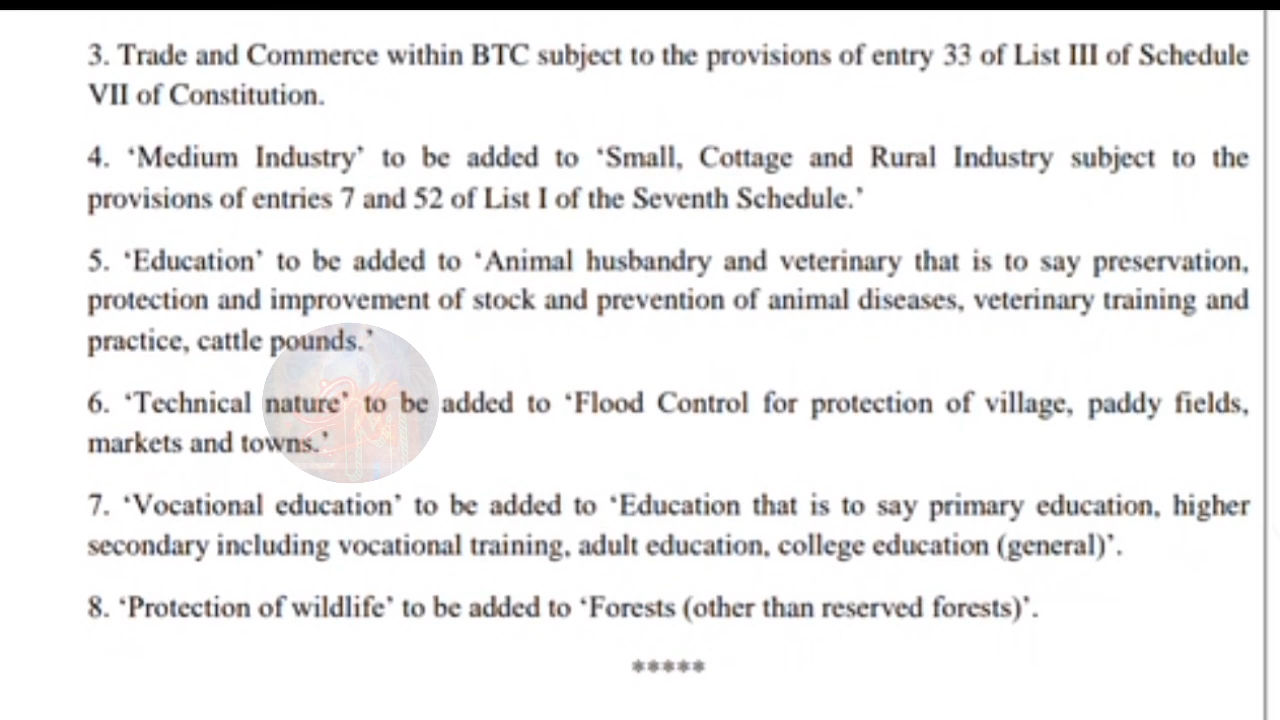 3. Trade and Commerce within BTC subject to the provisions of entry 33 of List III of Schedule
VII of Constitution.
4. ‘Medium Industry’ to be added to ‘Small, Cottage and Rural Industry subject to the
provisions of entries 7 and 52 of List I of the Seventh Schedule.’
5. ‘Education’ to be added to ‘Animal husbandry and veterinary that is to say preservation,
protection and improvement of stock and prevention of animal diseases, veterinary training and
practice, cattle pounds.’
6. ‘Technical nature’ to be added to ‘Flood Control for protection of village, paddy fields,
markets and towns.’
7. ‘Vocational education’ to be added to ‘Education that is to say primary education, higher
secondary including vocational training, adult education, college education (general)’.
8. ‘Protection of wildlife’ to be added to ‘Forests (other than reserved forests)’.
*****